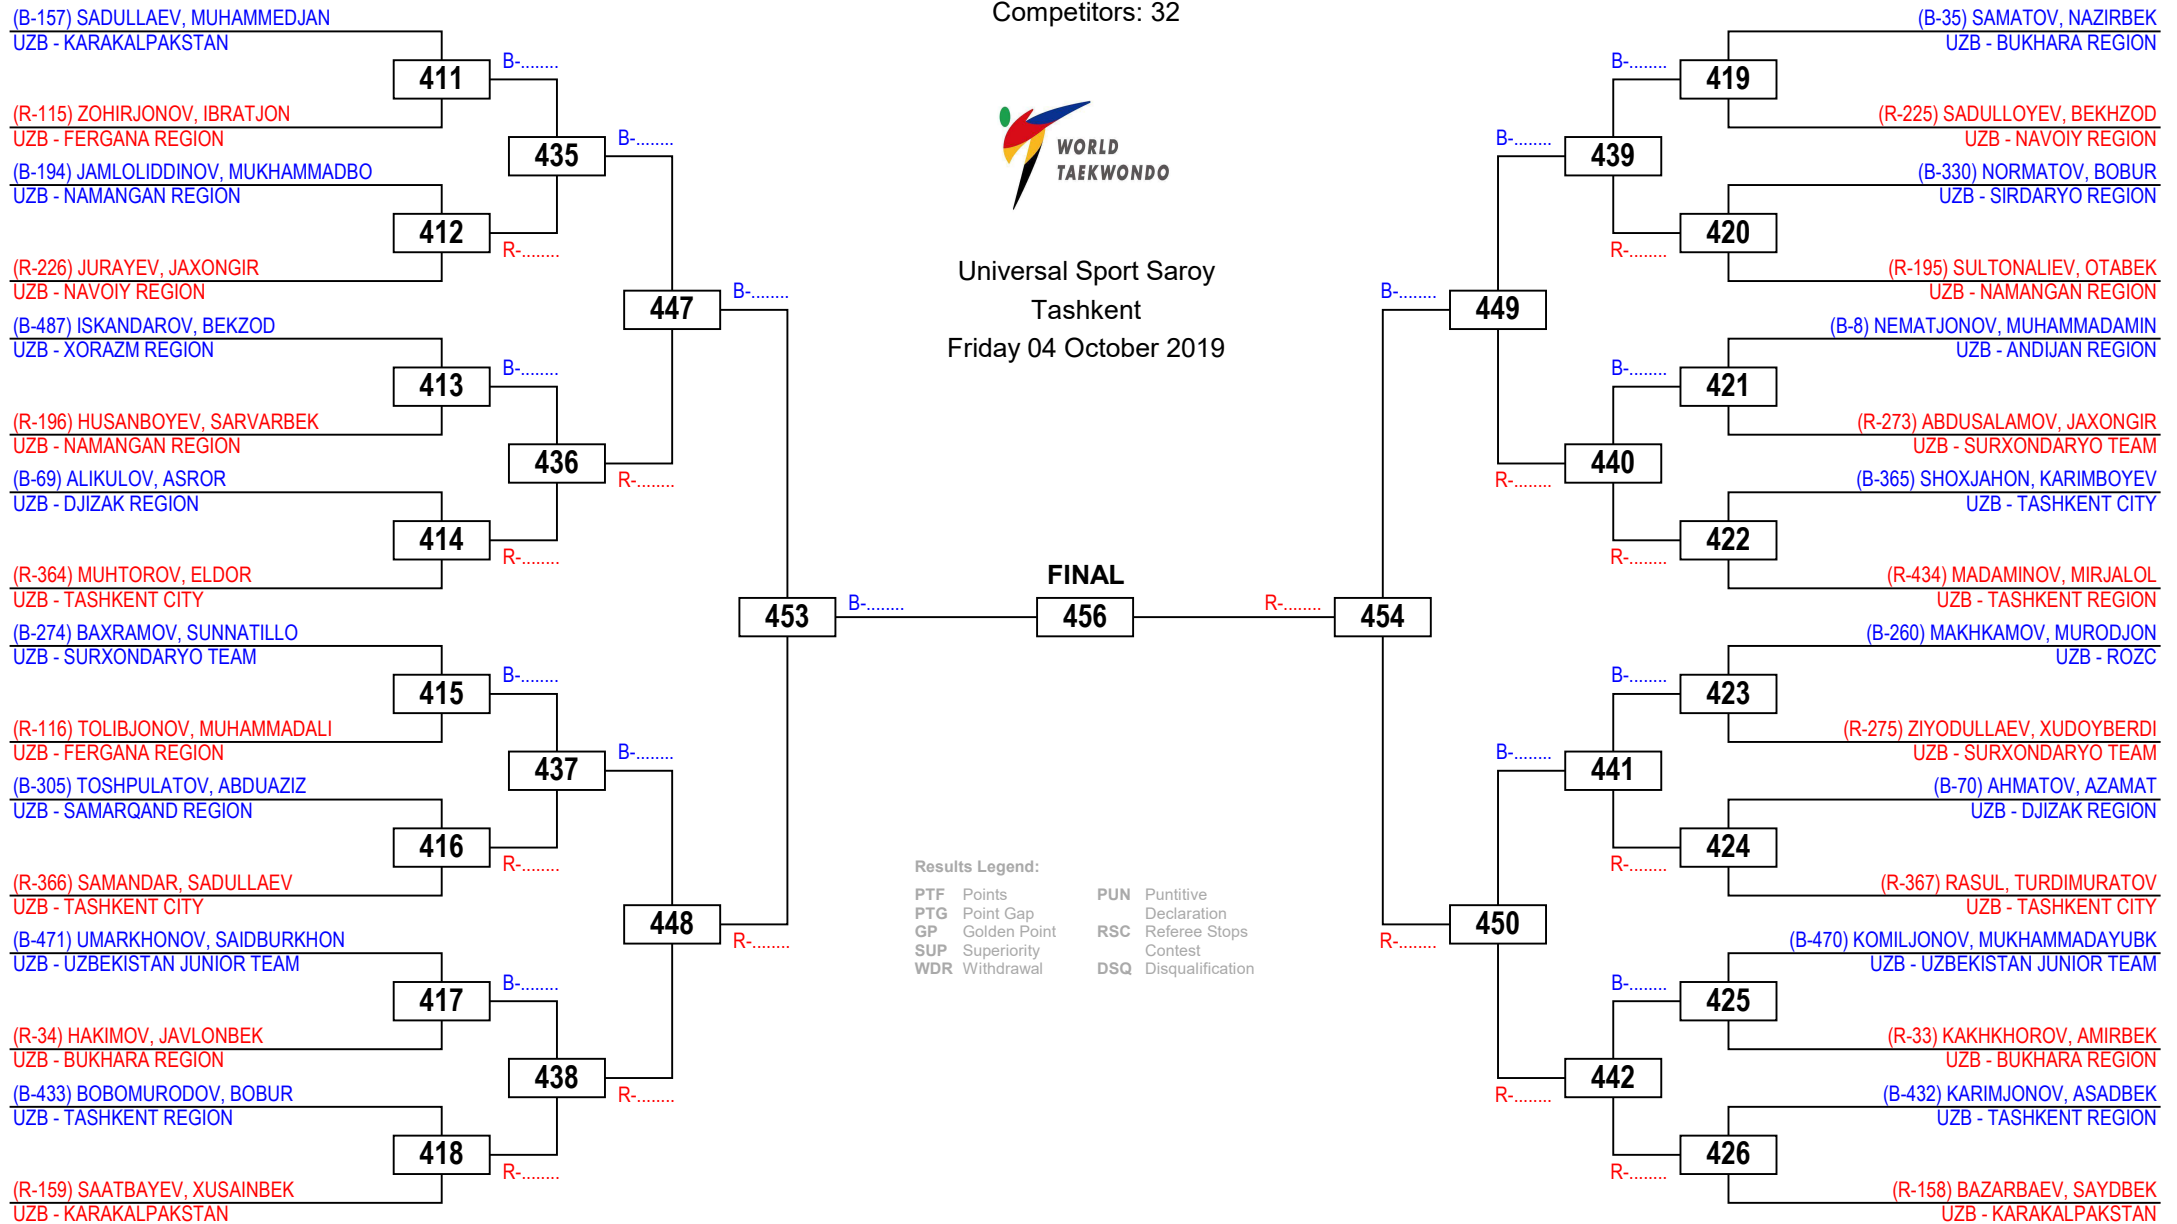 Competitors: 32
WORLD
TAEKWONDO
Universal Sport Saroy
Tashkent
Friday 04 October 2019
(B-157) SADULLAEV, MUHAMMEDJAN
UZB - KARAKALPAKSTAN
411
(R-115) ZOHIRJONOV, IBRATJON
UZB - FERGANA REGION
(B-194) JAMLOLIDDINOV, MUKHAMMADBO
UZB - NAMANGAN REGION
412
(R-226) JURAYEV, JAXONGIR
UZB - NAVOIY REGION
(B-487) ISKANDAROV, BEKZOD
UZB - XORAZM REGION
413
(R-196) HUSANBOYEV, SARVARBEK
UZB - NAMANGAN REGION
(B-69) ALIKULOV, ASROR
UZB - DJIZAK REGION
414
(R-364) MUHTOROV, ELDOR
UZB - TASHKENT CITY
(B-274) BAXRAMOV, SUNNATILLO
UZB - SURXONDARYO TEAM
415
(R-116) TOLIBJONOV, MUHAMMADALI
UZB - FERGANA REGION
(B-305) TOSHPULATOV, ABDUAZIZ
UZB - SAMARQAND REGION
416
(R-366) SAMANDAR, SADULLAEV
UZB - TASHKENT CITY
(B-471) UMARKHONOV, SAIDBURKHON
UZB - UZBEKISTAN JUNIOR TEAM
417
(R-34) HAKIMOV, JAVLONBEK
UZB - BUKHARA REGION
(B-433) BOBOMURODOV, BOBUR
UZB - TASHKENT REGION
418
(R-159) SAATBAYEV, XUSAINBEK
UZB - KARAKALPAKSTAN
B-........
435
R-........
B-........
436
R-........
B-........
437
R-........
B-........
438
R-........
B-........
447
R-........
B-........
448
R-........
B-........
453
R-........
B-........
FINAL
456
R-........
454
B-........
R-........
449
B-........
R-........
450
B-........
R-........
439
B-........
R-........
440
B-........
R-........
441
B-........
R-........
442
B-........
R-........
(B-35) SAMATOV, NAZIRBEK
UZB - BUKHARA REGION
419
(R-225) SADULLOYEV, BEKHZOD
UZB - NAVOIY REGION
(B-330) NORMATOV, BOBUR
UZB - SIRDARYO REGION
420
(R-195) SULTONALIEV, OTABEK
UZB - NAMANGAN REGION
(B-8) NEMATJONOV, MUHAMMADAMIN
UZB - ANDIJAN REGION
421
(R-273) ABDUSALAMOV, JAXONGIR
UZB - SURXONDARYO TEAM
(B-365) SHOXJAHON, KARIMBOYEV
UZB - TASHKENT CITY
422
(R-434) MADAMINOV, MIRJALOL
UZB - TASHKENT REGION
(B-260) MAKHKAMOV, MURODJON
UZB - ROZC
423
(R-275) ZIYODULLAEV, XUDOYBERDI
UZB - SURXONDARYO TEAM
(B-70) AHMATOV, AZAMAT
UZB - DJIZAK REGION
424
(R-367) RASUL, TURDIMURATOV
UZB - TASHKENT CITY
(B-470) KOMILJONOV, MUKHAMMADAYUBK
UZB - UZBEKISTAN JUNIOR TEAM
425
(R-33) KAKHKHOROV, AMIRBEK
UZB - BUKHARA REGION
(B-432) KARIMJONOV, ASADBEK
UZB - TASHKENT REGION
426
(R-158) BAZARBAEV, SAYDBEK
UZB - KARAKALPAKSTAN
Results Legend:
PTF Points
PTG Point Gap
GP Golden Point
SUP Superiority
WDR Withdrawal
PUN Puntitive
Declaration
RSC Referee Stops
Contest
DSQ Disqualification